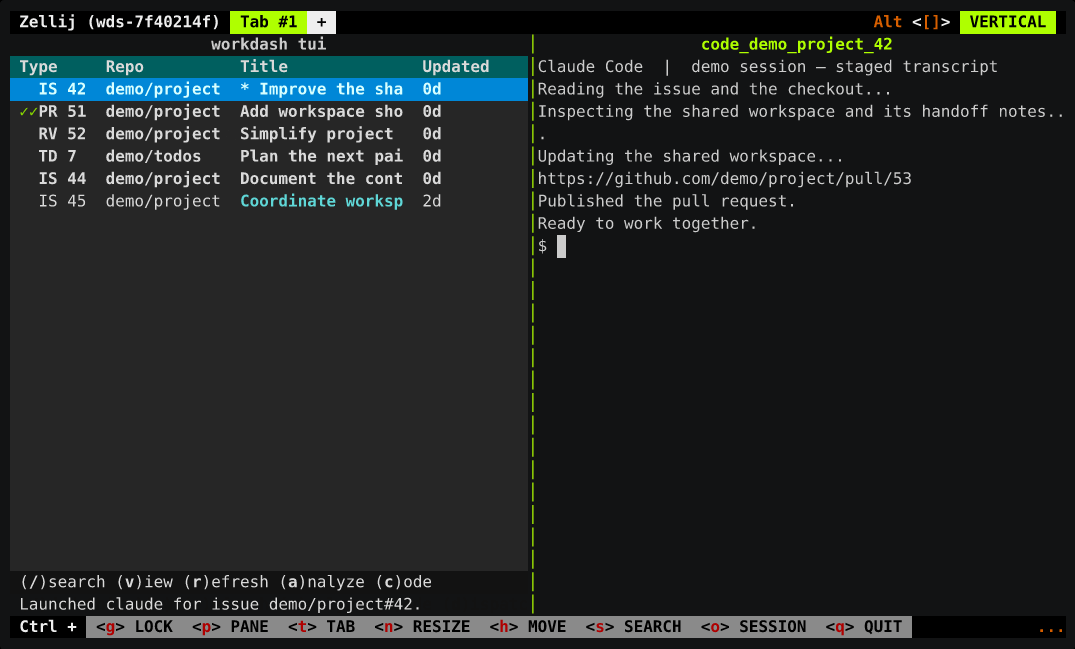 Zellij (wds-7f40214f) Tab #1 + Alt <[]> VERTICAL
workdash tui
Type Repo Title Updated
IS 42 demo/project * Improve the sha 0d
✓✓PR 51 demo/project Add workspace sho 0d
RV 52 demo/project Simplify project 0d
TD 7 demo/todos Plan the next pai 0d
IS 44 demo/project Document the cont 0d
IS 45 demo/project Coordinate worksp 2d
(/)search (v)iew (r)efresh (a)nalyze (c)ode
Launched claude for issue demo/project#42.
code_demo_project_42
Claude Code | demo session — staged transcript
Reading the issue and the checkout...
Inspecting the shared workspace and its handoff notes..
.
Updating the shared workspace...
https://github.com/demo/project/pull/53
Published the pull request.
Ready to work together.
$
Ctrl + <g> LOCK <p> PANE <t> TAB <n> RESIZE <h> MOVE <s> SEARCH <o> SESSION <q> QUIT ...